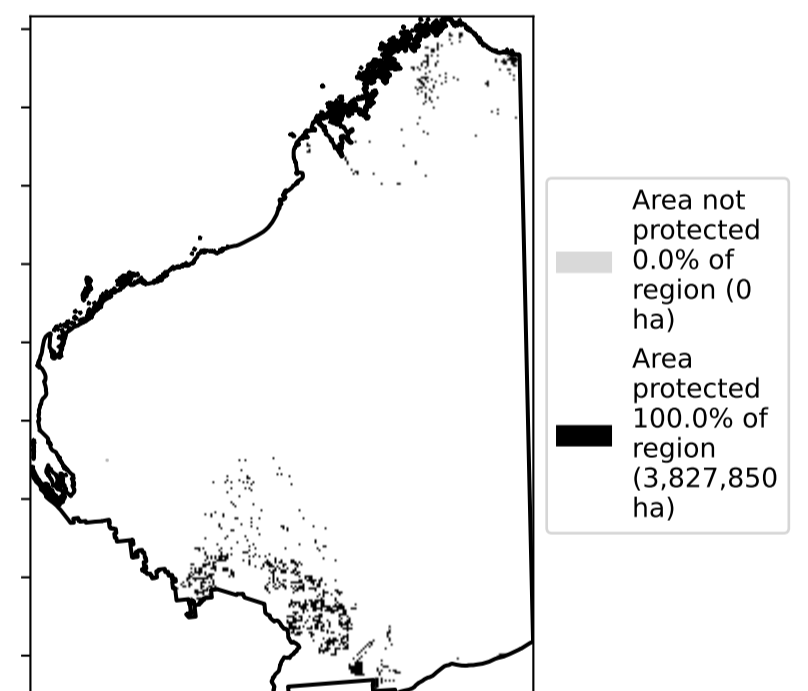 Area not
protected
0.0% of
region (0
ha)
Area
protected
100.0% of
region
(3,827,850
ha)